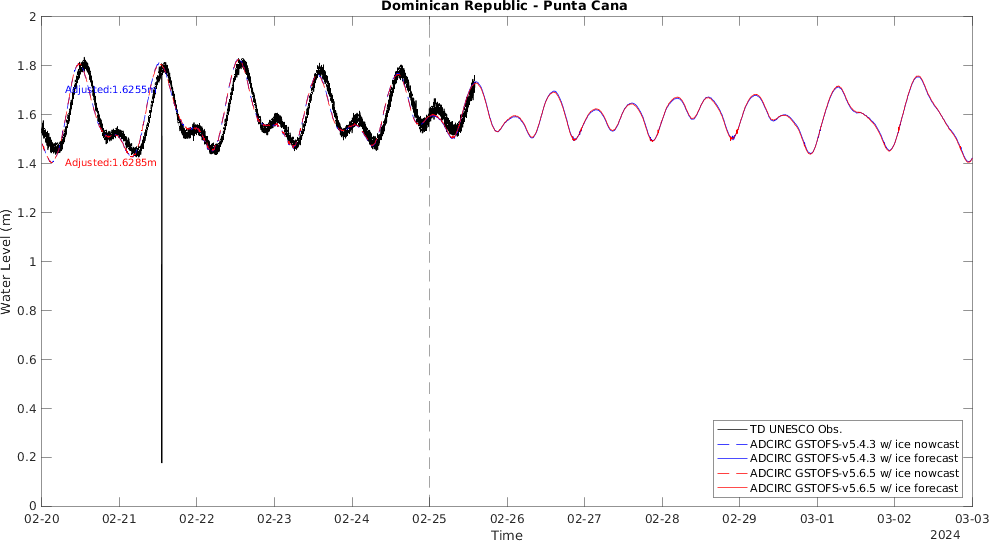 Dominican Republic - Punta Cana
2
1.8
1.6
1.4
1.2
1
0.8
0.6
0.4
0.2
0
Water Level (m)
Adjusted:1.6255m
Adjusted:1.6285m
TD UNESCO Obs.
ADCIRC GSTOFS-v5.4.3 w/ ice nowcast
ADCIRC GSTOFS-v5.4.3 w/ ice forecast
ADCIRC GSTOFS-v5.6.5 w/ ice nowcast
ADCIRC GSTOFS-v5.6.5 w/ ice forecast
02-20 02-21 02-22 02-23 02-24 02-25 02-26 02-27 02-28 02-29 03-01 03-02 03-03
Time
2024